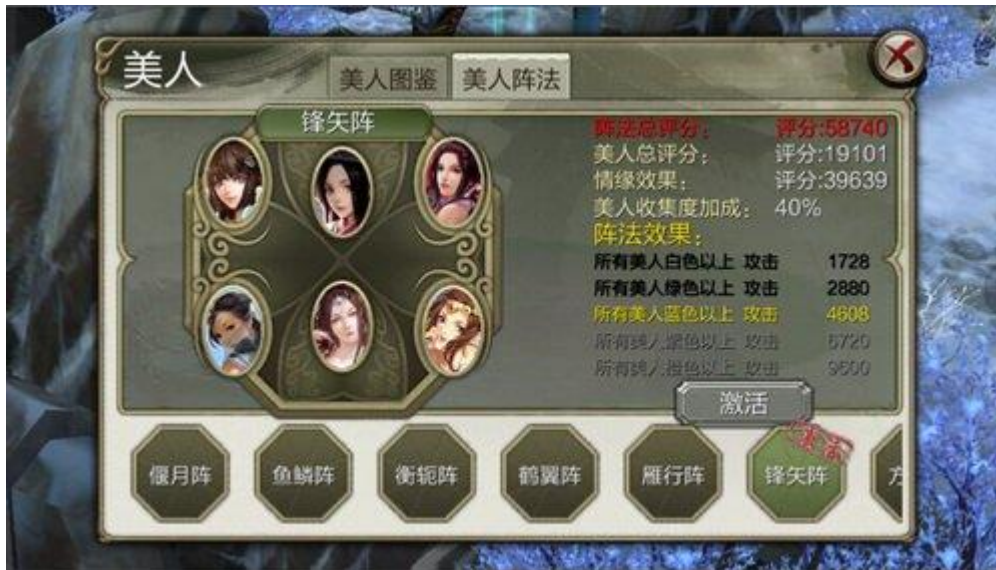 美人
美人图鉴 美人阵法
锋矢阵
阵法总评分： 评分:58740
美人总评分： 评分:19101
情缘效果： 评分:39639
美人收集度加成： 40%
阵法效果：
所有美人白色以上 攻击 1728
所有美人绿色以上 攻击 2880
所有美人蓝色以上 攻击 4608
所有美人紫色以上 攻击 6720
所有美人橙色以上 攻击 9600
激活
偃月阵 鱼鳞阵 衡轭阵 鹤翼阵 雁行阵 锋矢阵 方